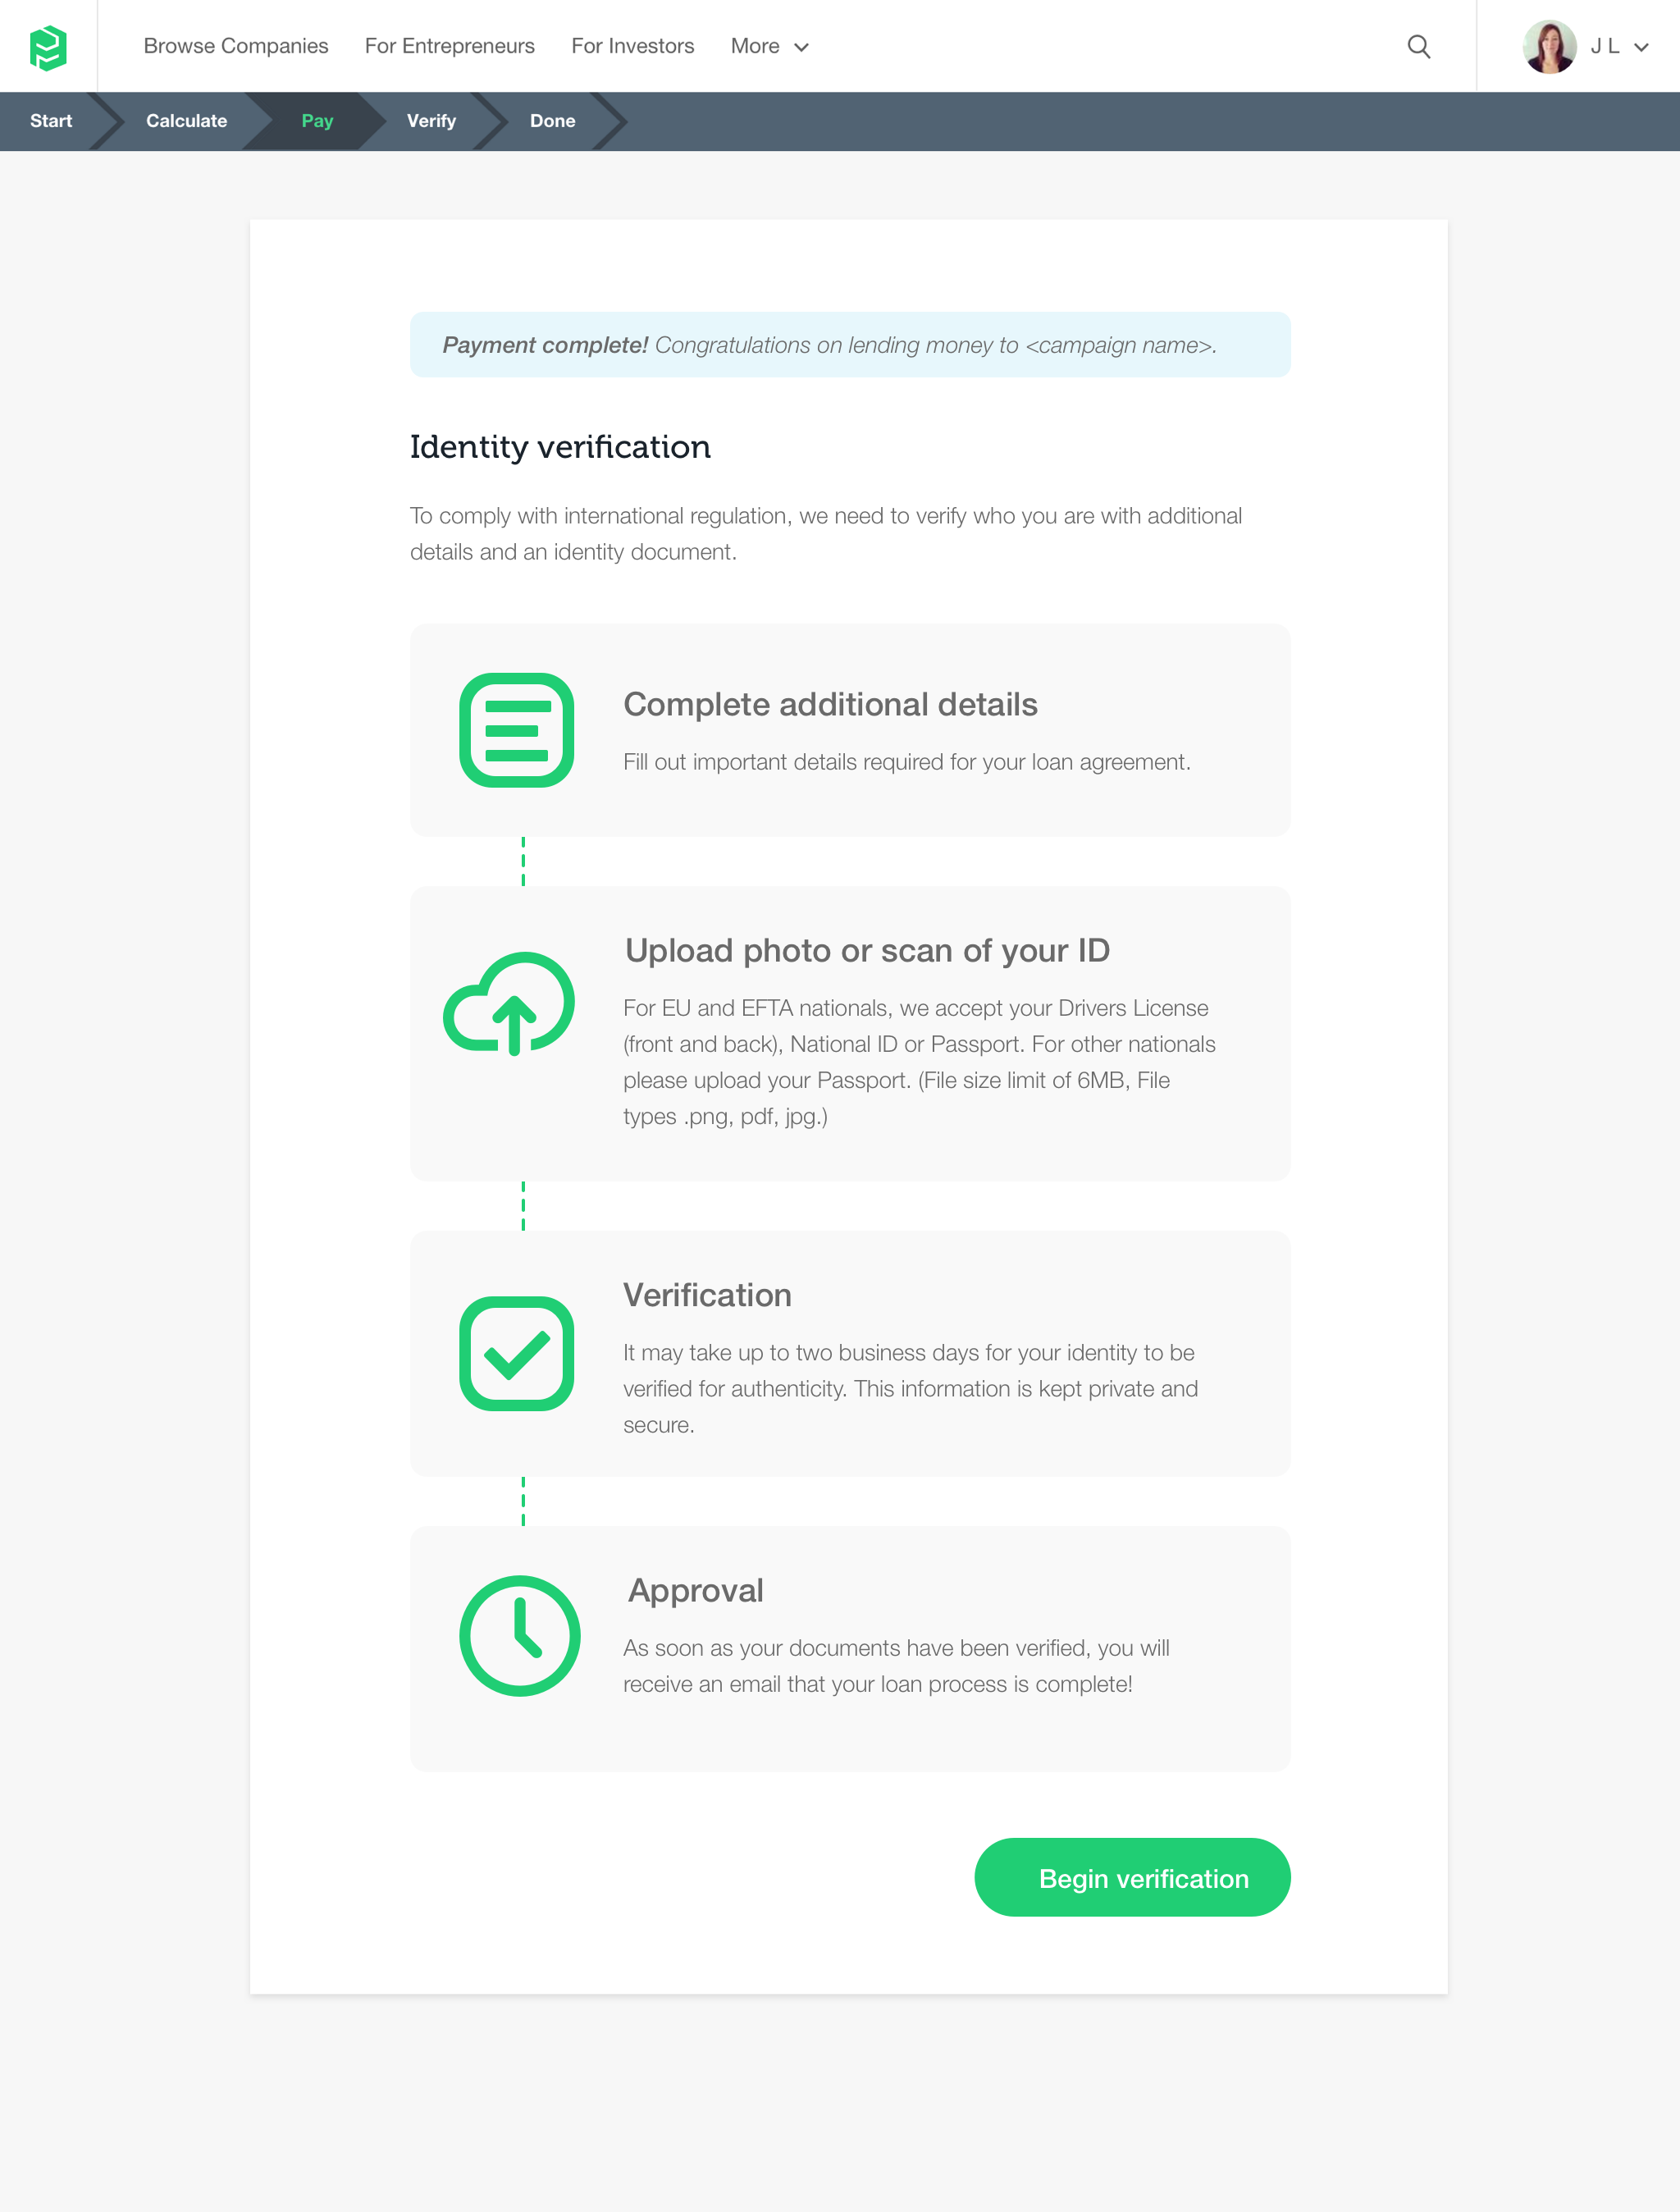 Browse Companies For Entrepreneurs For Investors More J L
Start Calculate Pay Verify Done
Payment complete! Congratulations on lending money to <campaign name>.
Identity verification
To comply with international regulation, we need to verify who you are with additional
details and an identity document.
Complete additional details
Fill out important details required for your loan agreement.
Upload photo or scan of your ID
For EU and EFTA nationals, we accept your Drivers License
(front and back), National ID or Passport. For other nationals
please upload your Passport. (File size limit of 6MB, File
types .png, pdf, jpg.)
Verification
It may take up to two business days for your identity to be
verified for authenticity. This information is kept private and
secure.
Approval
As soon as your documents have been verified, you will
receive an email that your loan process is complete!
Begin verification